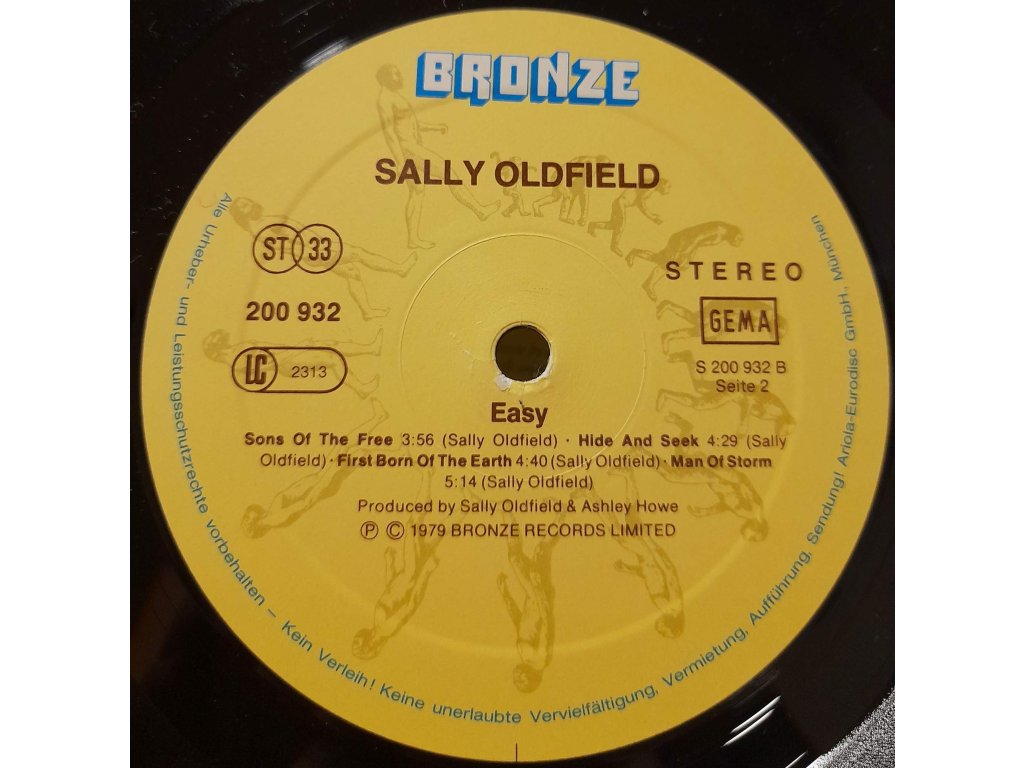 BRONZE
SALLY OLDFIELD
ST 33
STEREO
200 932
GEMA
LC 2313
S 200 932 B
Seite 2
Easy
Sons Of The Free 3:56 (Sally Oldfield) · Hide And Seek 4:29 (Sally
Oldfield) · First Born Of The Earth 4:40 (Sally Oldfield) · Man Of Storm
5:14 (Sally Oldfield)
Produced by Sally Oldfield & Ashley Howe
Ⓟ © 1979 BRONZE RECORDS LIMITED
Alle Urheber- und Leistungsschutzrechte vorbehalten – Kein Verleih! Keine unerlaubte Vervielfältigung, Vermietung, Aufführung, Sendung! Ariola-Eurodisc GmbH., München